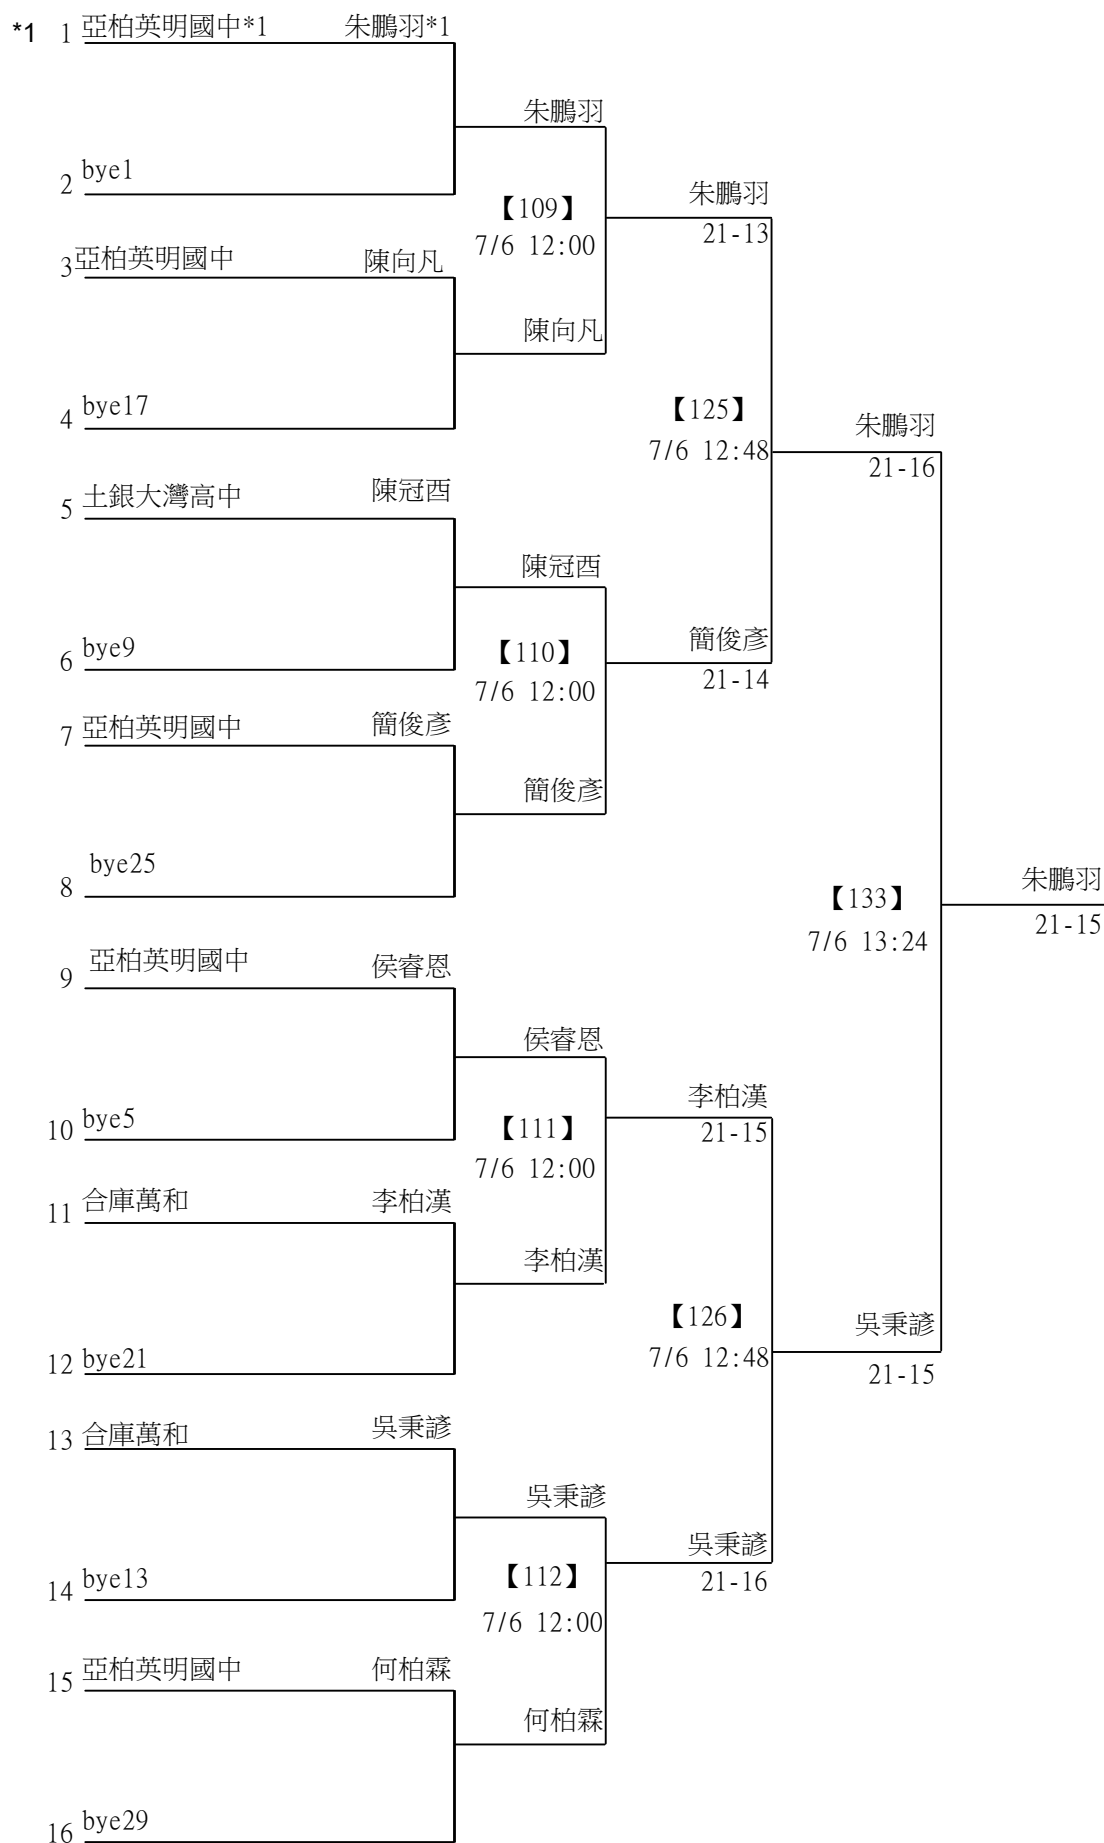 *1 1 亞柏英明國中*1 朱鵬羽*1
朱鵬羽
2 bye1
朱鵬羽
【109】
21-13
7/6 12:00
3 亞柏英明國中 陳向凡
陳向凡
4 bye17
【125】
朱鵬羽
7/6 12:48
21-16
5 土銀大灣高中 陳冠酉
陳冠酉
6 bye9
【110】
簡俊彥
7/6 12:00
21-14
7 亞柏英明國中 簡俊彥
簡俊彥
8 bye25
【133】
朱鵬羽
7/6 13:24
21-15
9 亞柏英明國中 侯睿恩
侯睿恩
李柏漢
10 bye5
【111】
21-15
7/6 12:00
11 合庫萬和 李柏漢
李柏漢
【126】
吳秉諺
12 bye21
7/6 12:48
21-15
13 合庫萬和 吳秉諺
吳秉諺
吳秉諺
14 bye13
【112】
21-16
7/6 12:00
15 亞柏英明國中 何柏霖
何柏霖
16 bye29